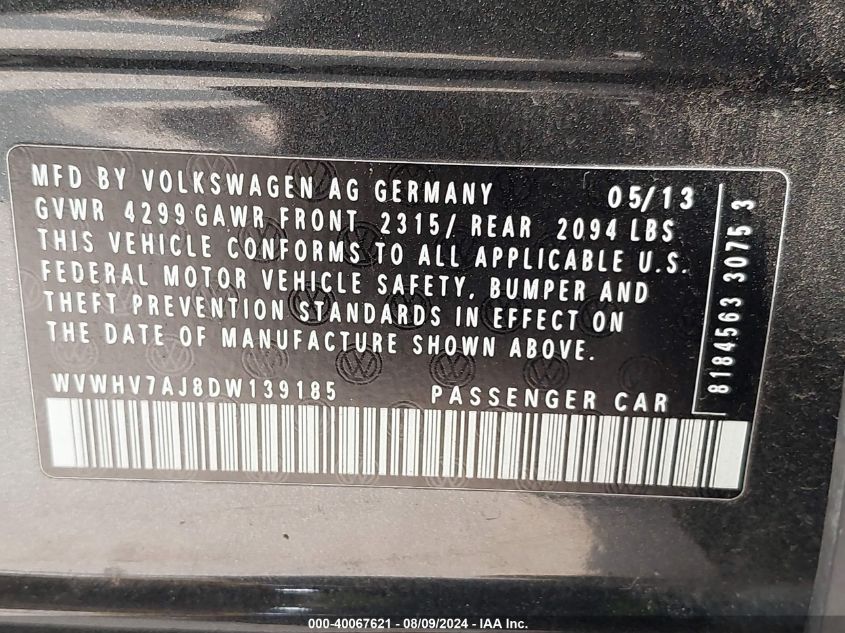 MFD BY VOLKSWAGEN AG GERMANY 05/13
GVWR 4299 GAWR FRONT 2315/ REAR 2094 LBS
THIS VEHICLE CONFORMS TO ALL APPLICABLE U.S.
FEDERAL MOTOR VEHICLE SAFETY, BUMPER AND
THEFT PREVENTION STANDARDS IN EFFECT ON
THE DATE OF MANUFACTURE SHOWN ABOVE.
WVWHV7AJ8DW139185 PASSENGER CAR
8184563 3075 3
000-40067621 - 08/09/2024 - IAA Inc.